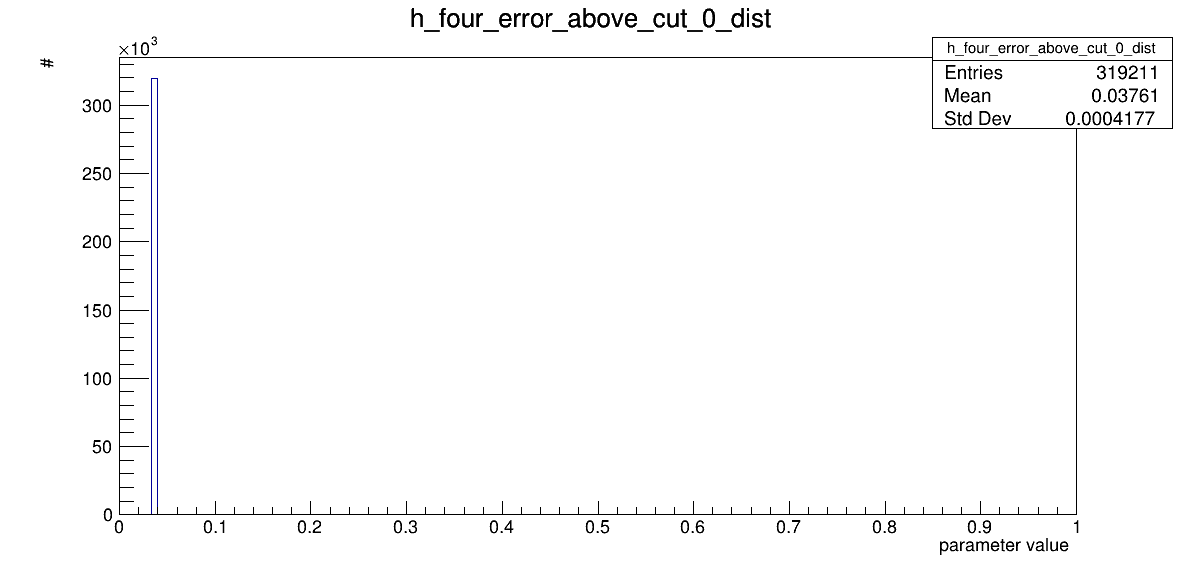 h_four_error_above_cut_0_dist
×10³
#
h_four_error_above_cut_0_dist
Entries 319211
Mean 0.03761
Std Dev 0.0004177
300
250
200
150
100
50
0
0 0.1 0.2 0.3 0.4 0.5 0.6 0.7 0.8 0.9 1
parameter value